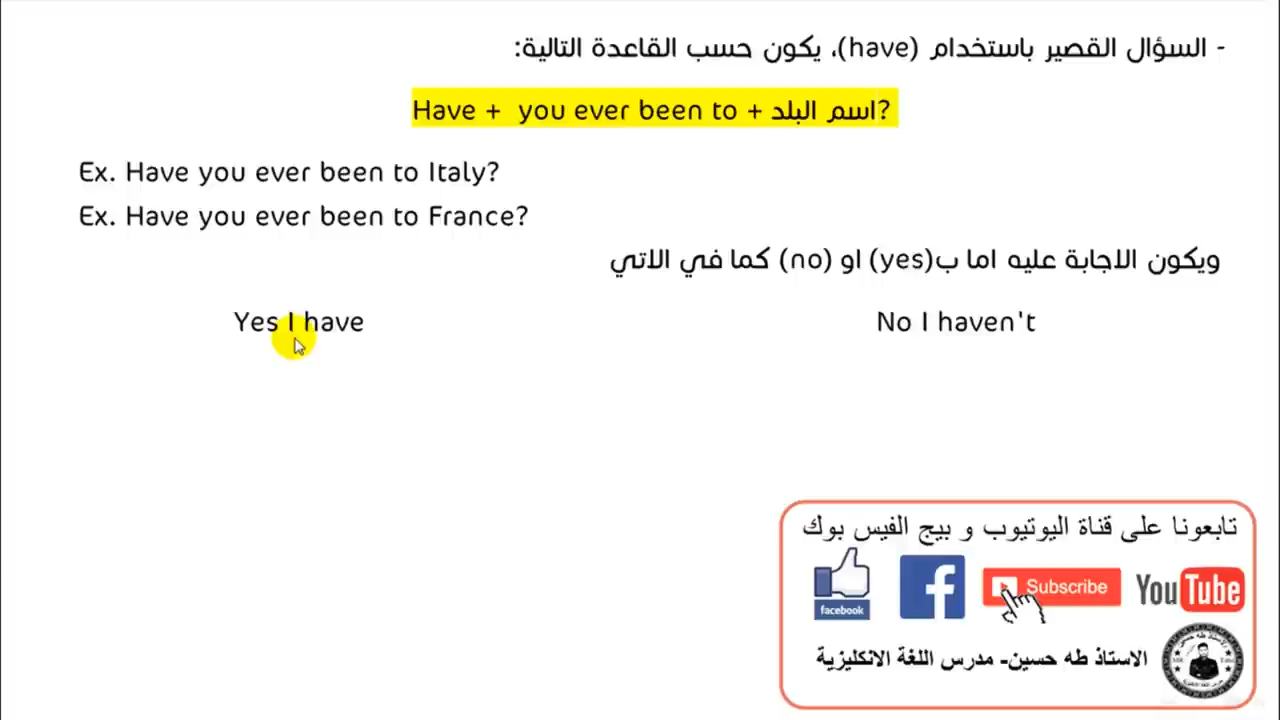 - السؤال القصير باستخدام (have)، يكون حسب القاعدة التالية:
Have + you ever been to + اسم البلد?
Ex. Have you ever been to Italy?
Ex. Have you ever been to France?
ويكون الاجابة عليه اما ب(yes) او (no) كما في الاتي
Yes I have
No I haven't
تابعونا على قناة اليوتيوب و بيج الفيس بوك
facebook
f
Subscribe
YouTube
الاستاذ طه حسين- مدرس اللغة الانكليزية